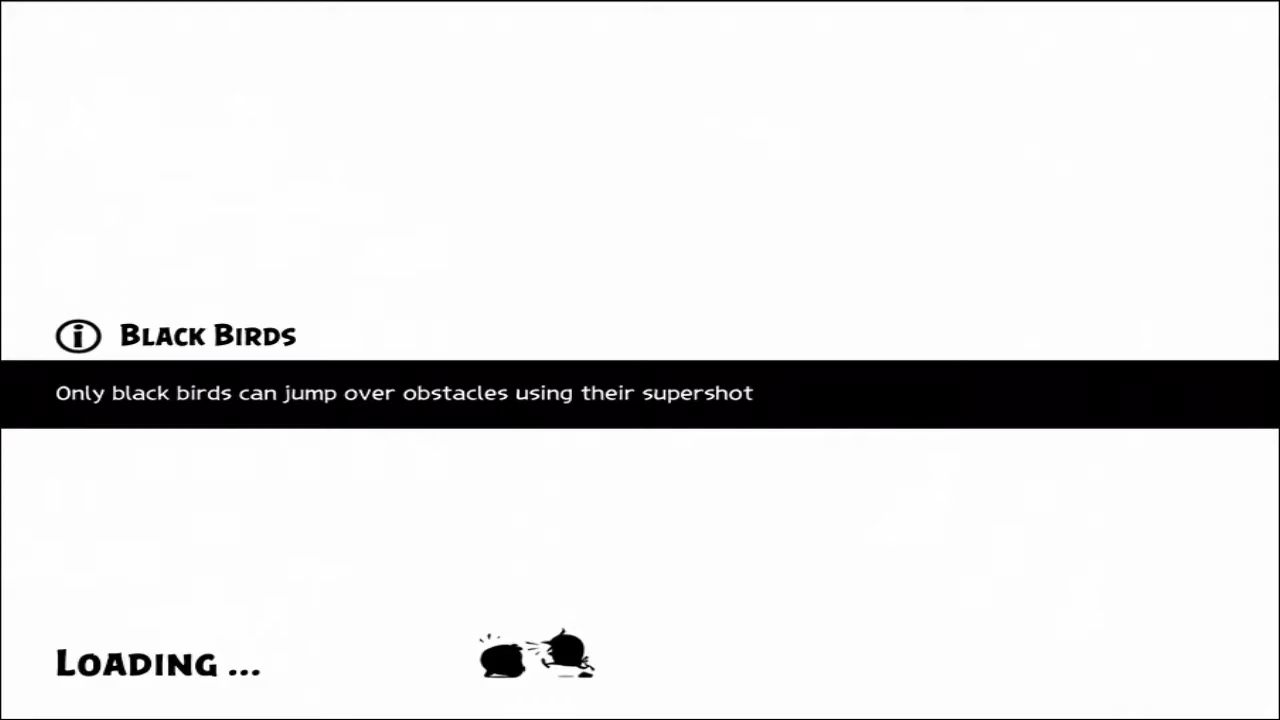 Black Birds
Only black birds can jump over obstacles using their supershot
Loading ...